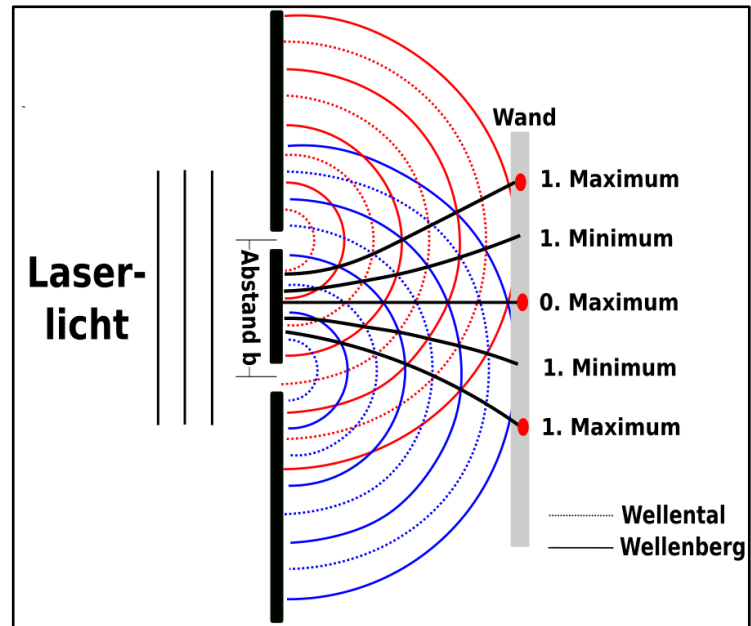 Wand
1. Maximum
1. Minimum
Laser-
licht
Abstand b
0. Maximum
1. Minimum
1. Maximum
Wellental
Wellenberg